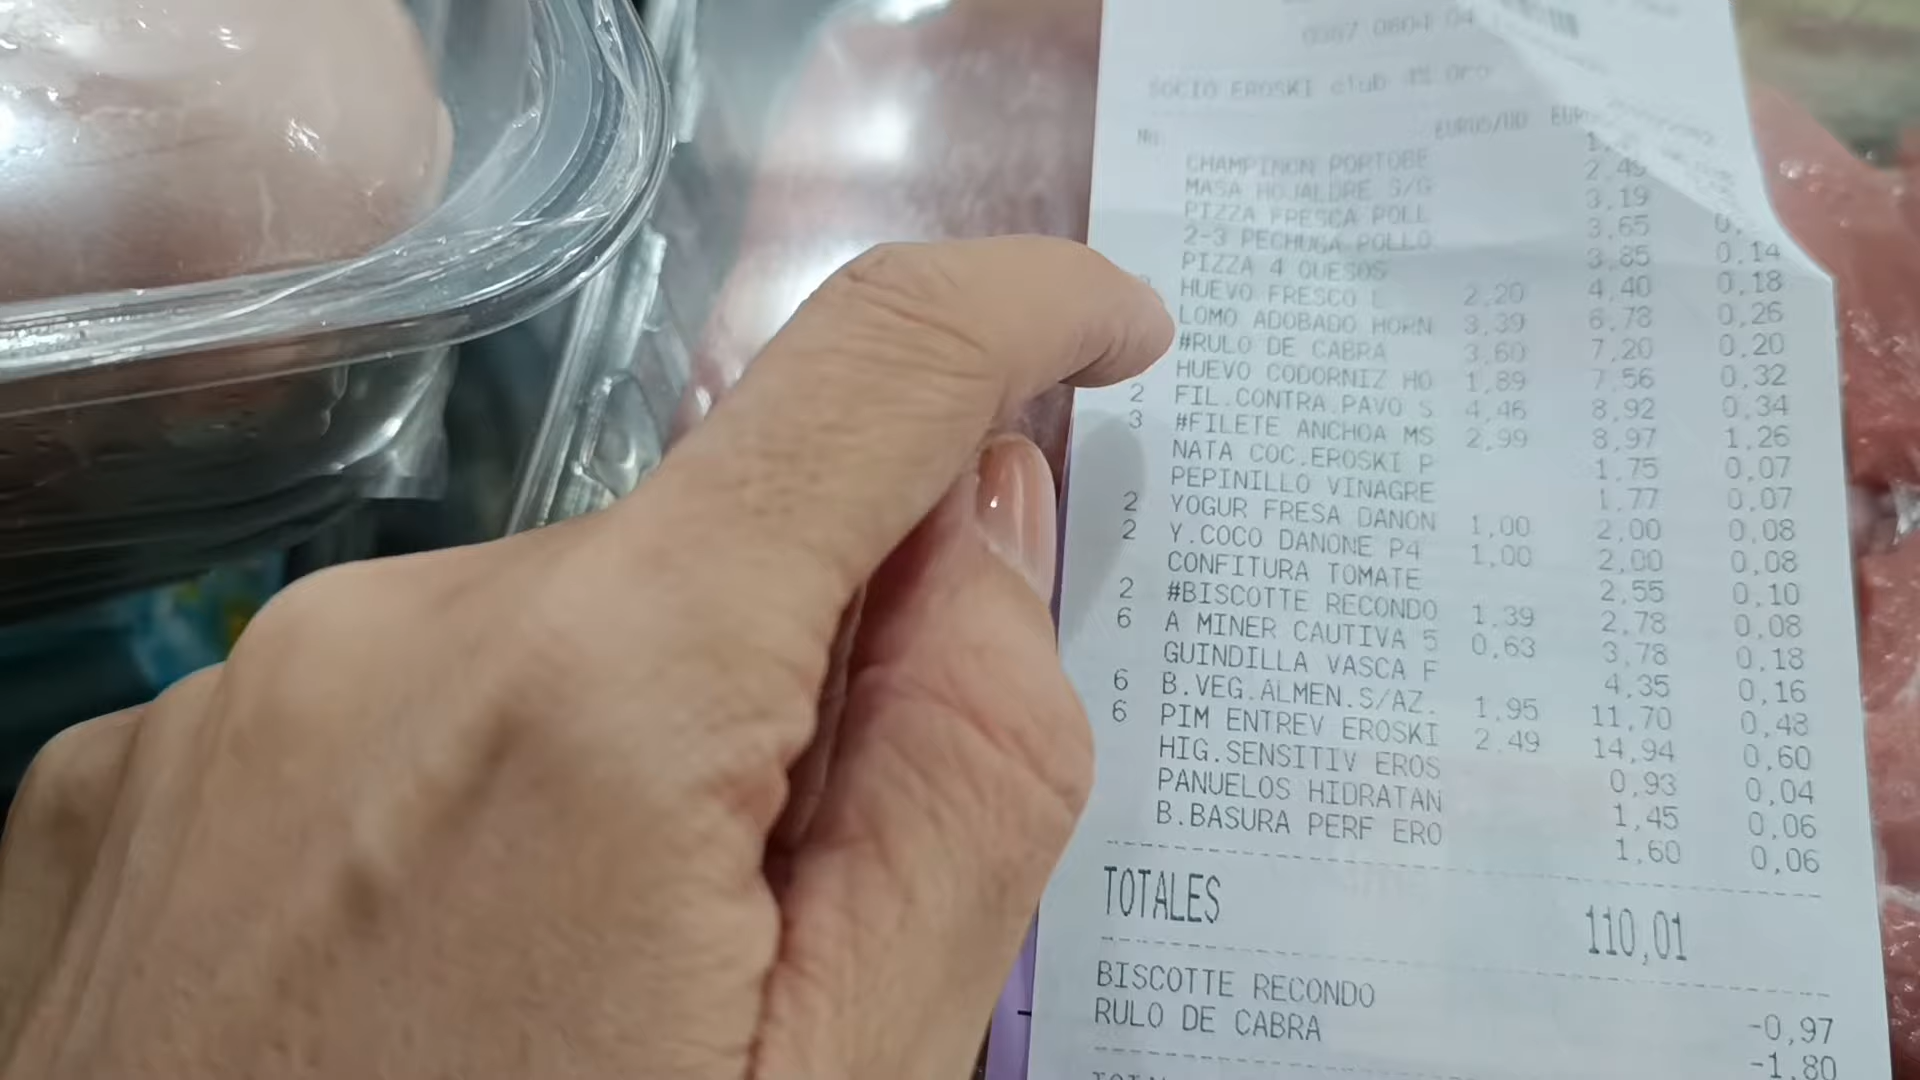 0367 0604 04
SOCIO EROSKI club 1% Oro
EUROS/UD
CHAMPIÑON PORTOBE
MASA HOJALDRE S/G 2,49
PIZZA FRESCA POLL 3,19
2-3 PECHUGA POLLO 3,65
PIZZA 4 QUESOS 3,85 0,14
HUEVO FRESCO L 2,20 4,40 0,18
LOMO ADOBADO HORN 3,39 6,78 0,26
#RULO DE CABRA 3,60 7,20 0,20
HUEVO CODORNIZ HO 1,89 7,56 0,32
2 FIL.CONTRA.PAVO S 4,46 8,92 0,34
3 #FILETE ANCHOA MS 2,99 8,97 1,26
NATA COC.EROSKI P 1,75 0,07
PEPINILLO VINAGRE 1,77 0,07
2 YOGUR FRESA DANON 1,00 2,00 0,08
2 Y.COCO DANONE P4 1,00 2,00 0,08
CONFITURA TOMATE 2,55 0,10
2 #BISCOTTE RECONDO 1,39 2,78 0,08
6 A MINER CAUTIVA 5 0,63 3,78 0,18
GUINDILLA VASCA F 4,35 0,16
6 B.VEG.ALMEN.S/AZ. 1,95 11,70 0,48
6 PIM ENTREV EROSKI 2,49 14,94 0,60
HIG.SENSITIV EROS 0,93 0,04
PANUELOS HIDRATAN 1,45 0,06
B.BASURA PERF ERO 1,60 0,06
TOTALES 110,01
BISCOTTE RECONDO -0,97
RULO DE CABRA -1,80